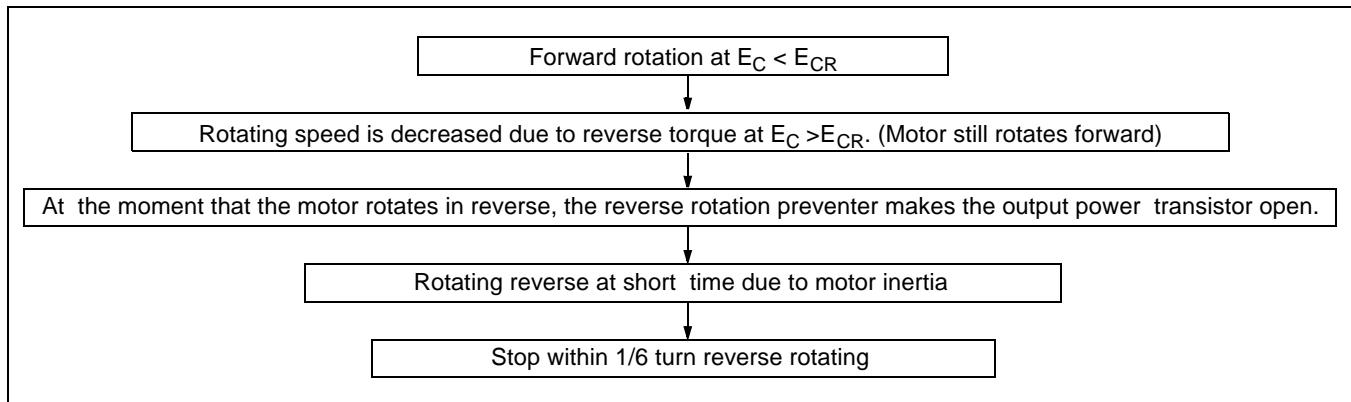 Forward rotation at E_C < E_CR
Rotating speed is decreased due to reverse torque at E_C >E_CR. (Motor still rotates forward)
At the moment that the motor rotates in reverse, the reverse rotation preventer makes the output power transistor open.
Rotating reverse at short time due to motor inertia
Stop within 1/6 turn reverse rotating